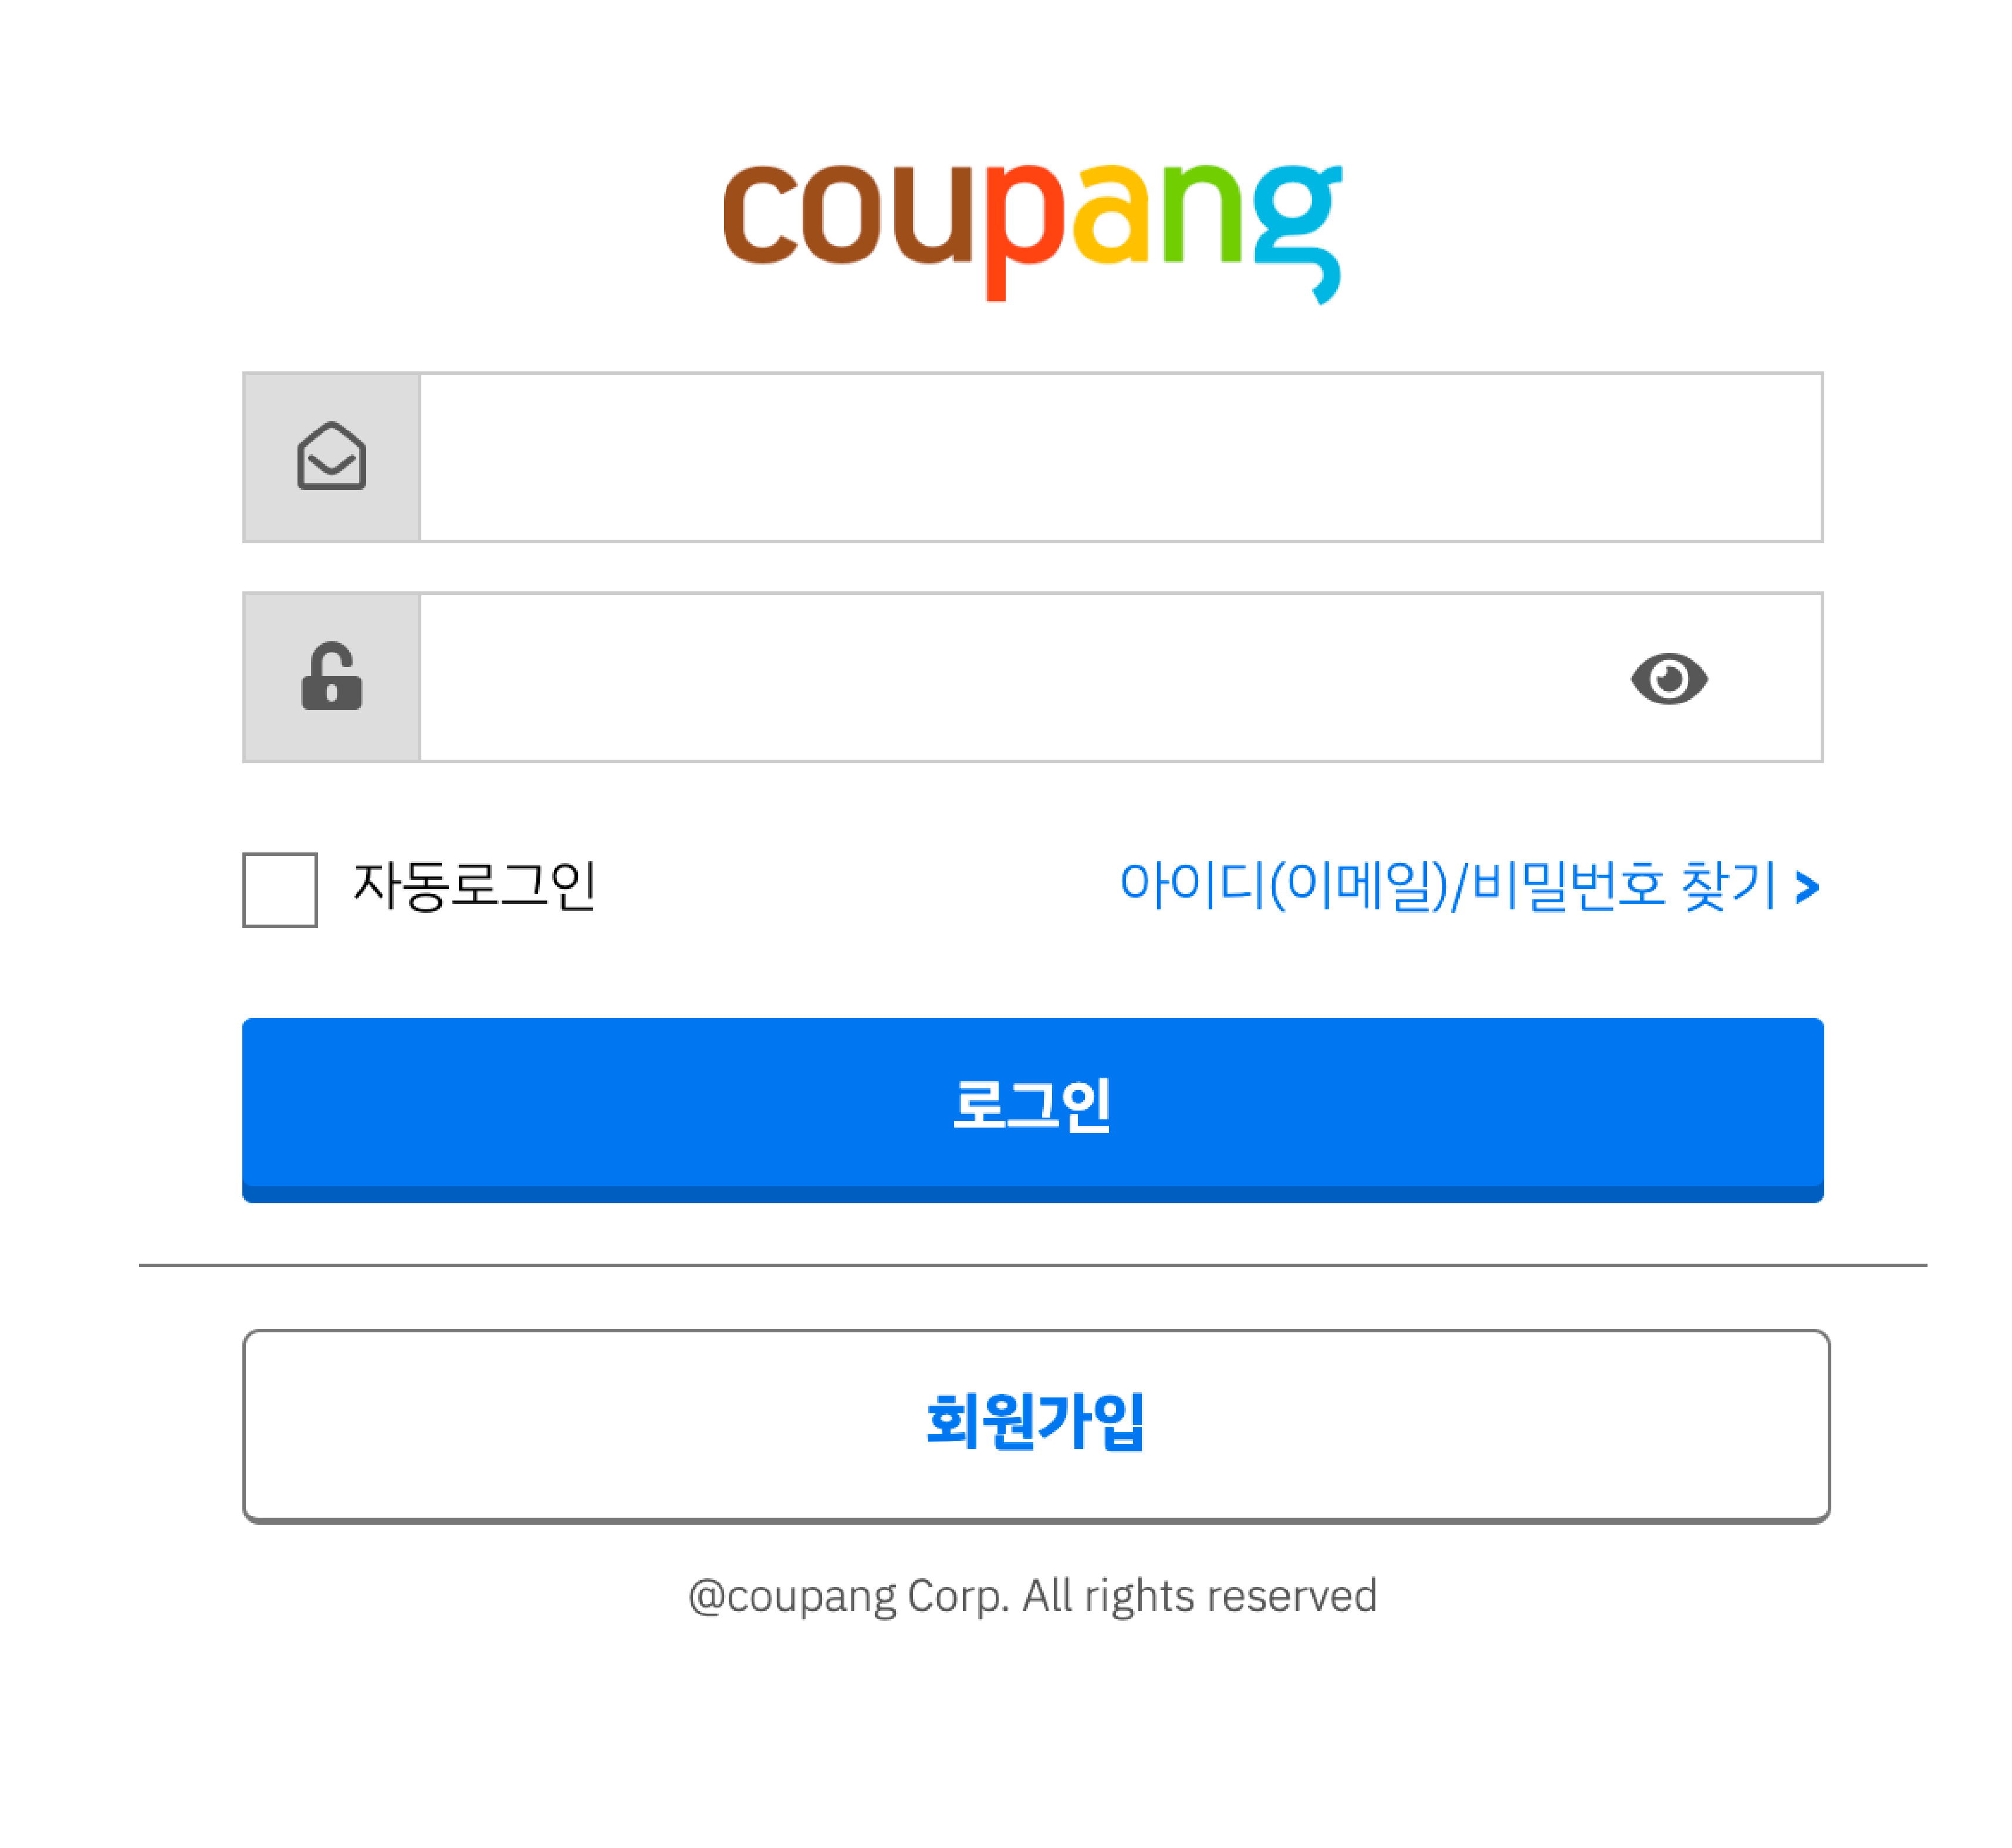 coupang
자동로그인
아이디(이메일)/비밀번호 찾기 >
로그인
회원가입
@coupang Corp. All rights reserved